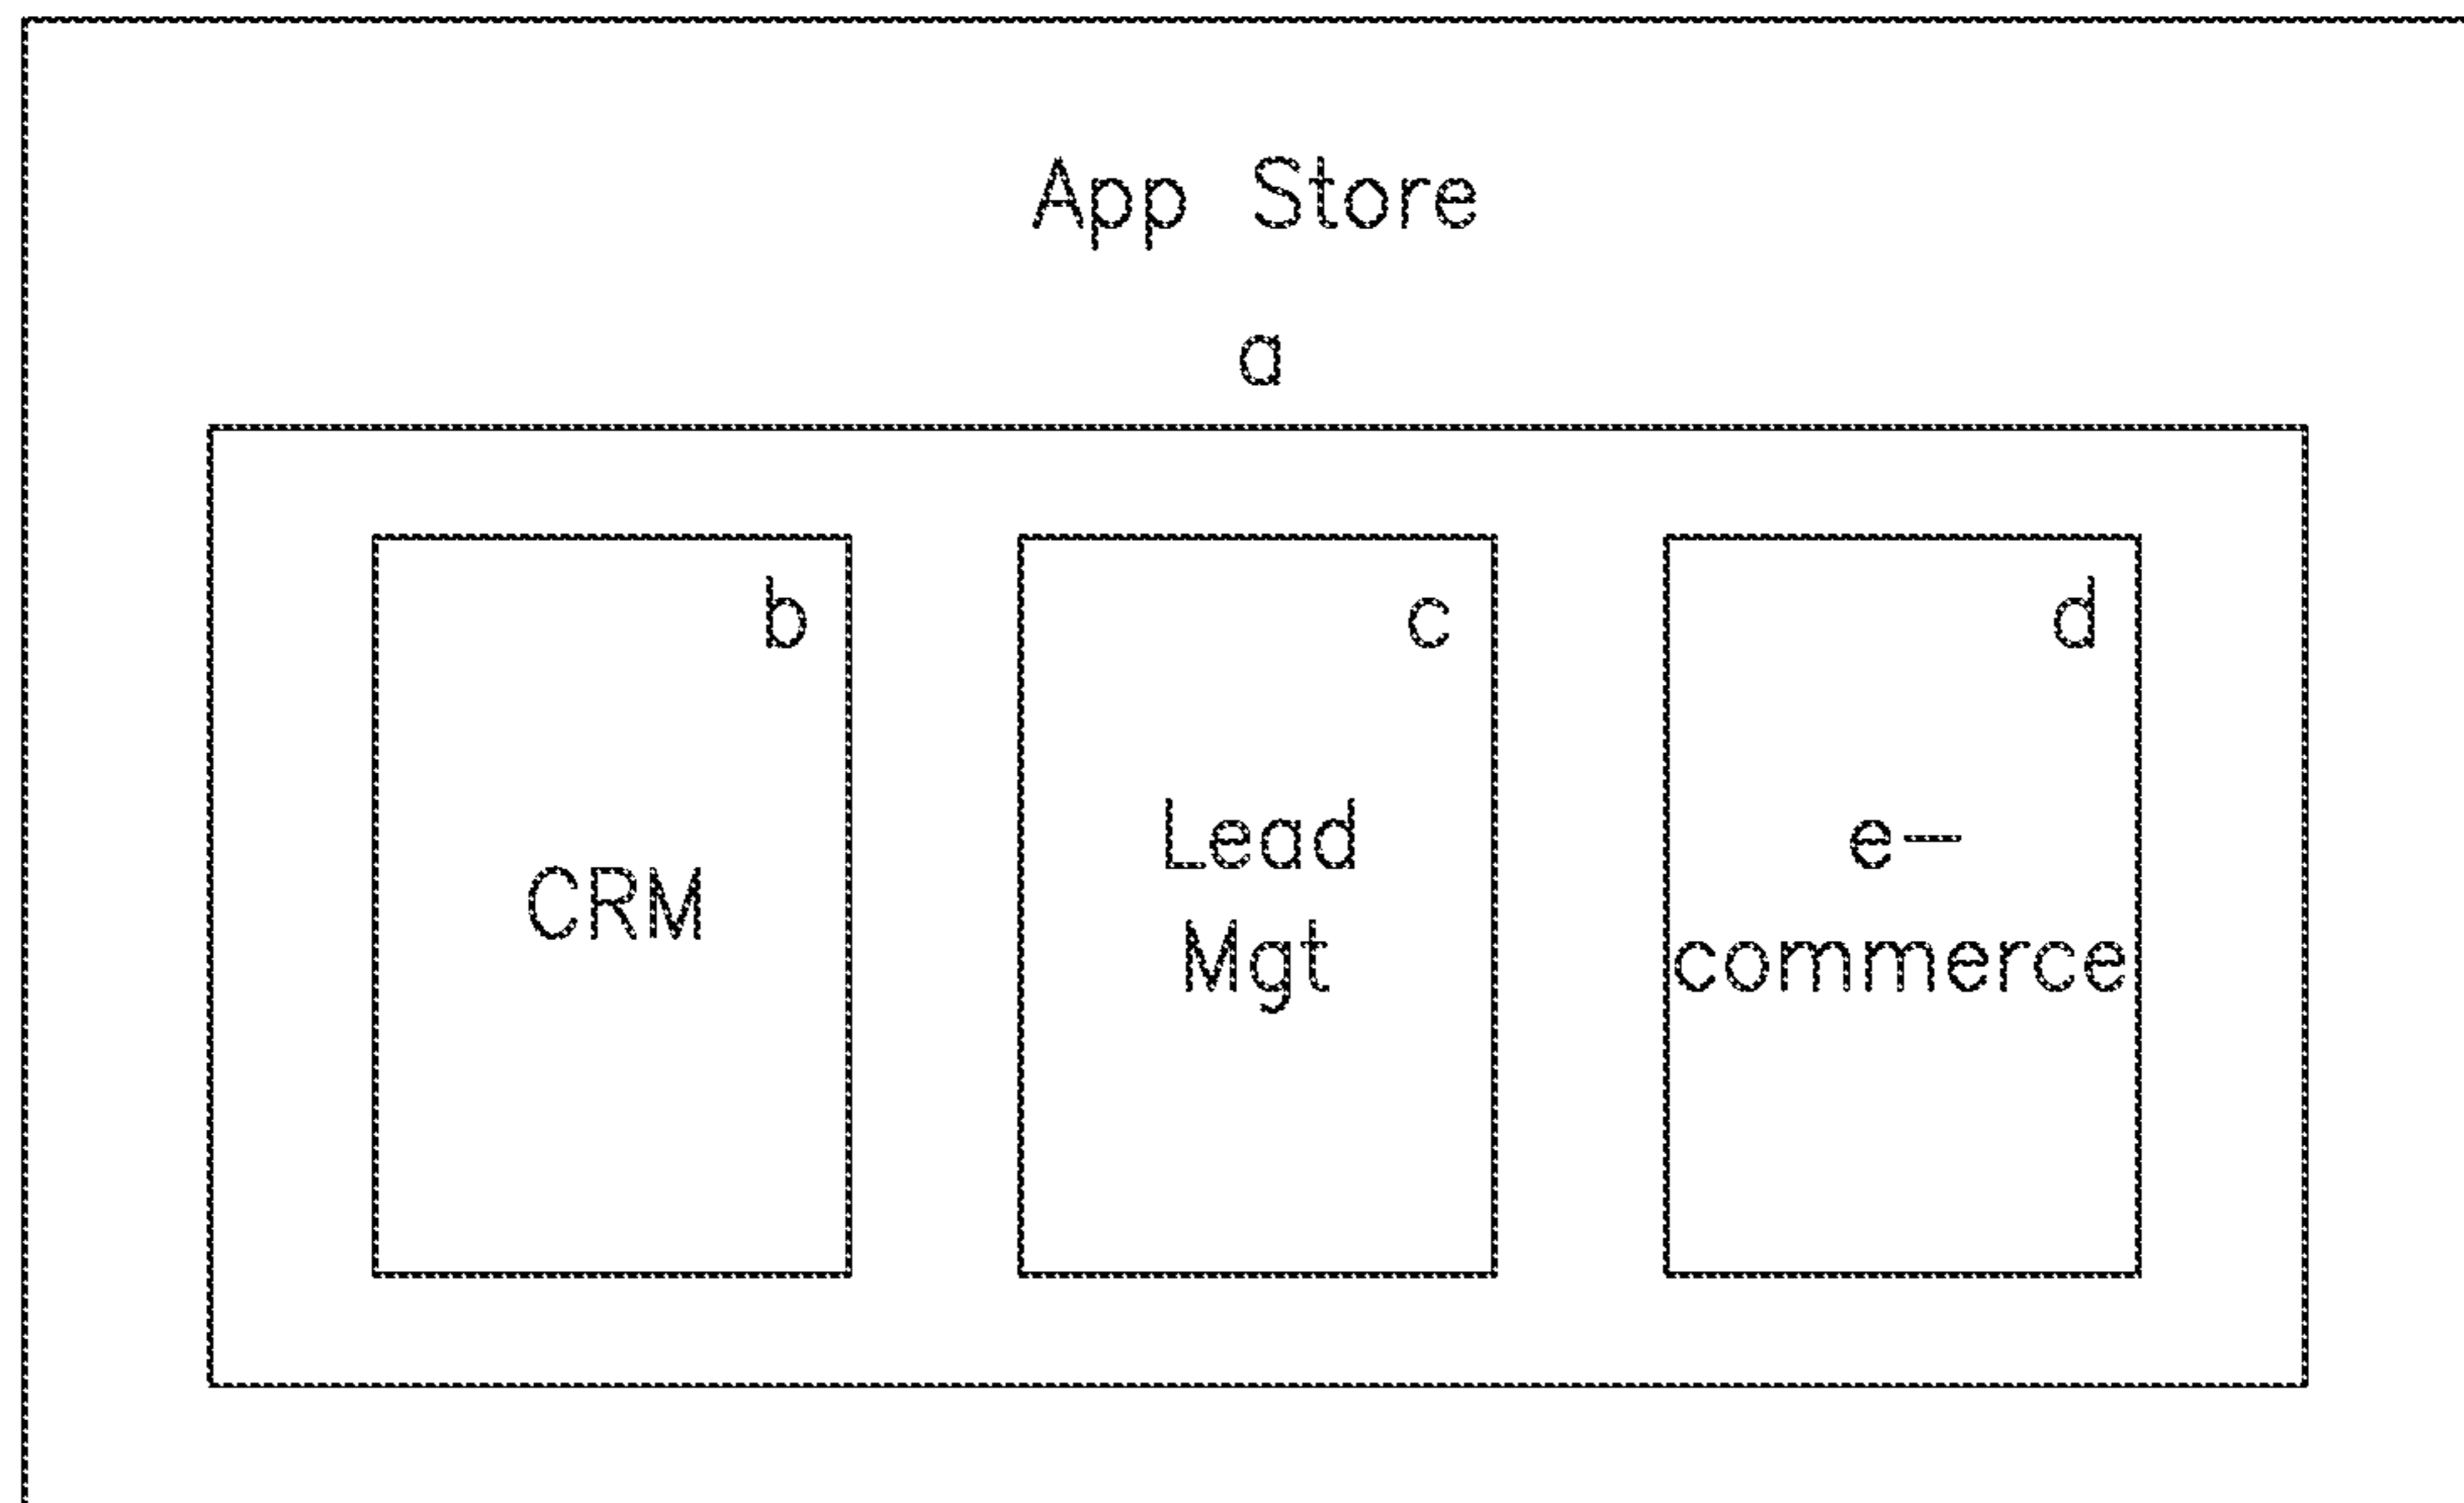 App Store
a
b
c
d
CRM
Lead
Mgt
e-
commerce